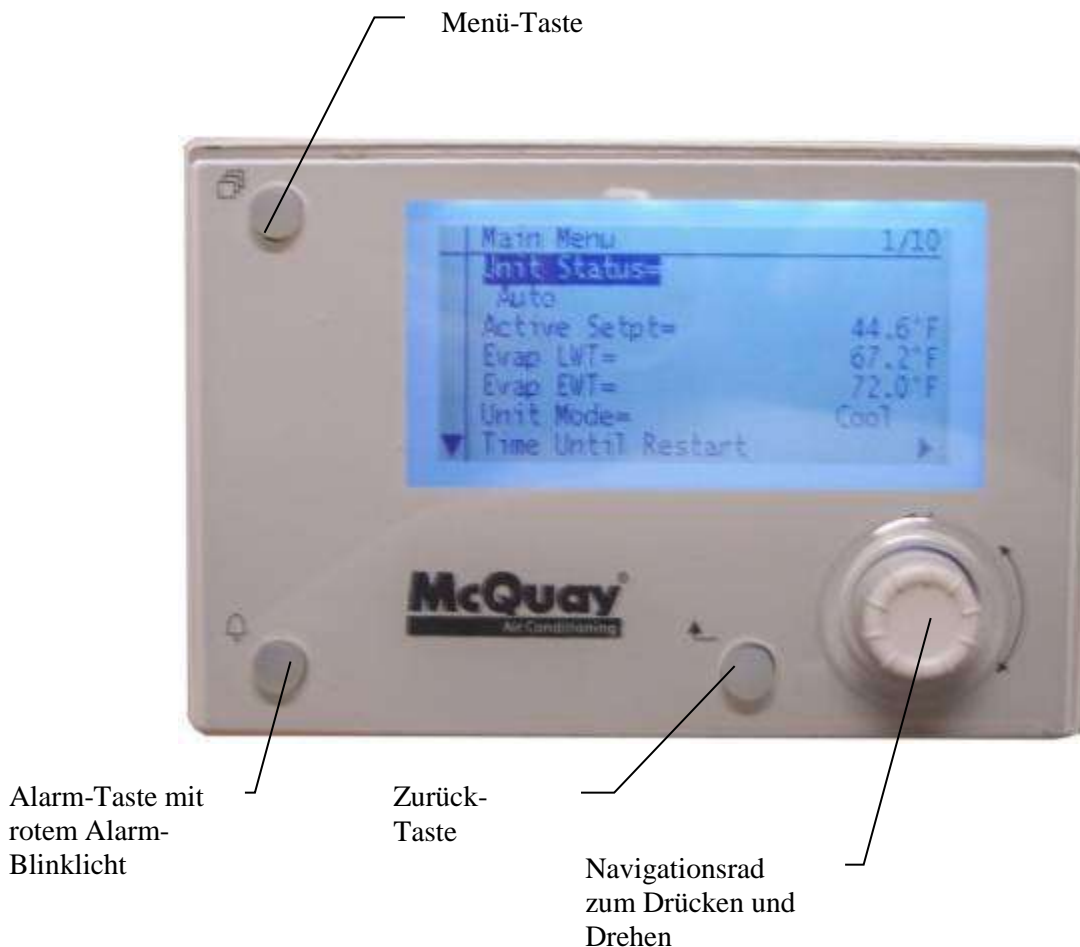 Menü-Taste
Main Menu 1/10
Unit Status=
Auto
Active Setpt= 44.6°F
Evap LWT= 67.2°F
Evap EWT= 72.0°F
Unit Mode= Cool
Time Until Restart
McQuay®
Air Conditioning
Alarm-Taste mit
rotem Alarm-
Blinklicht
Zurück-
Taste
Navigationsrad
zum Drücken und
Drehen